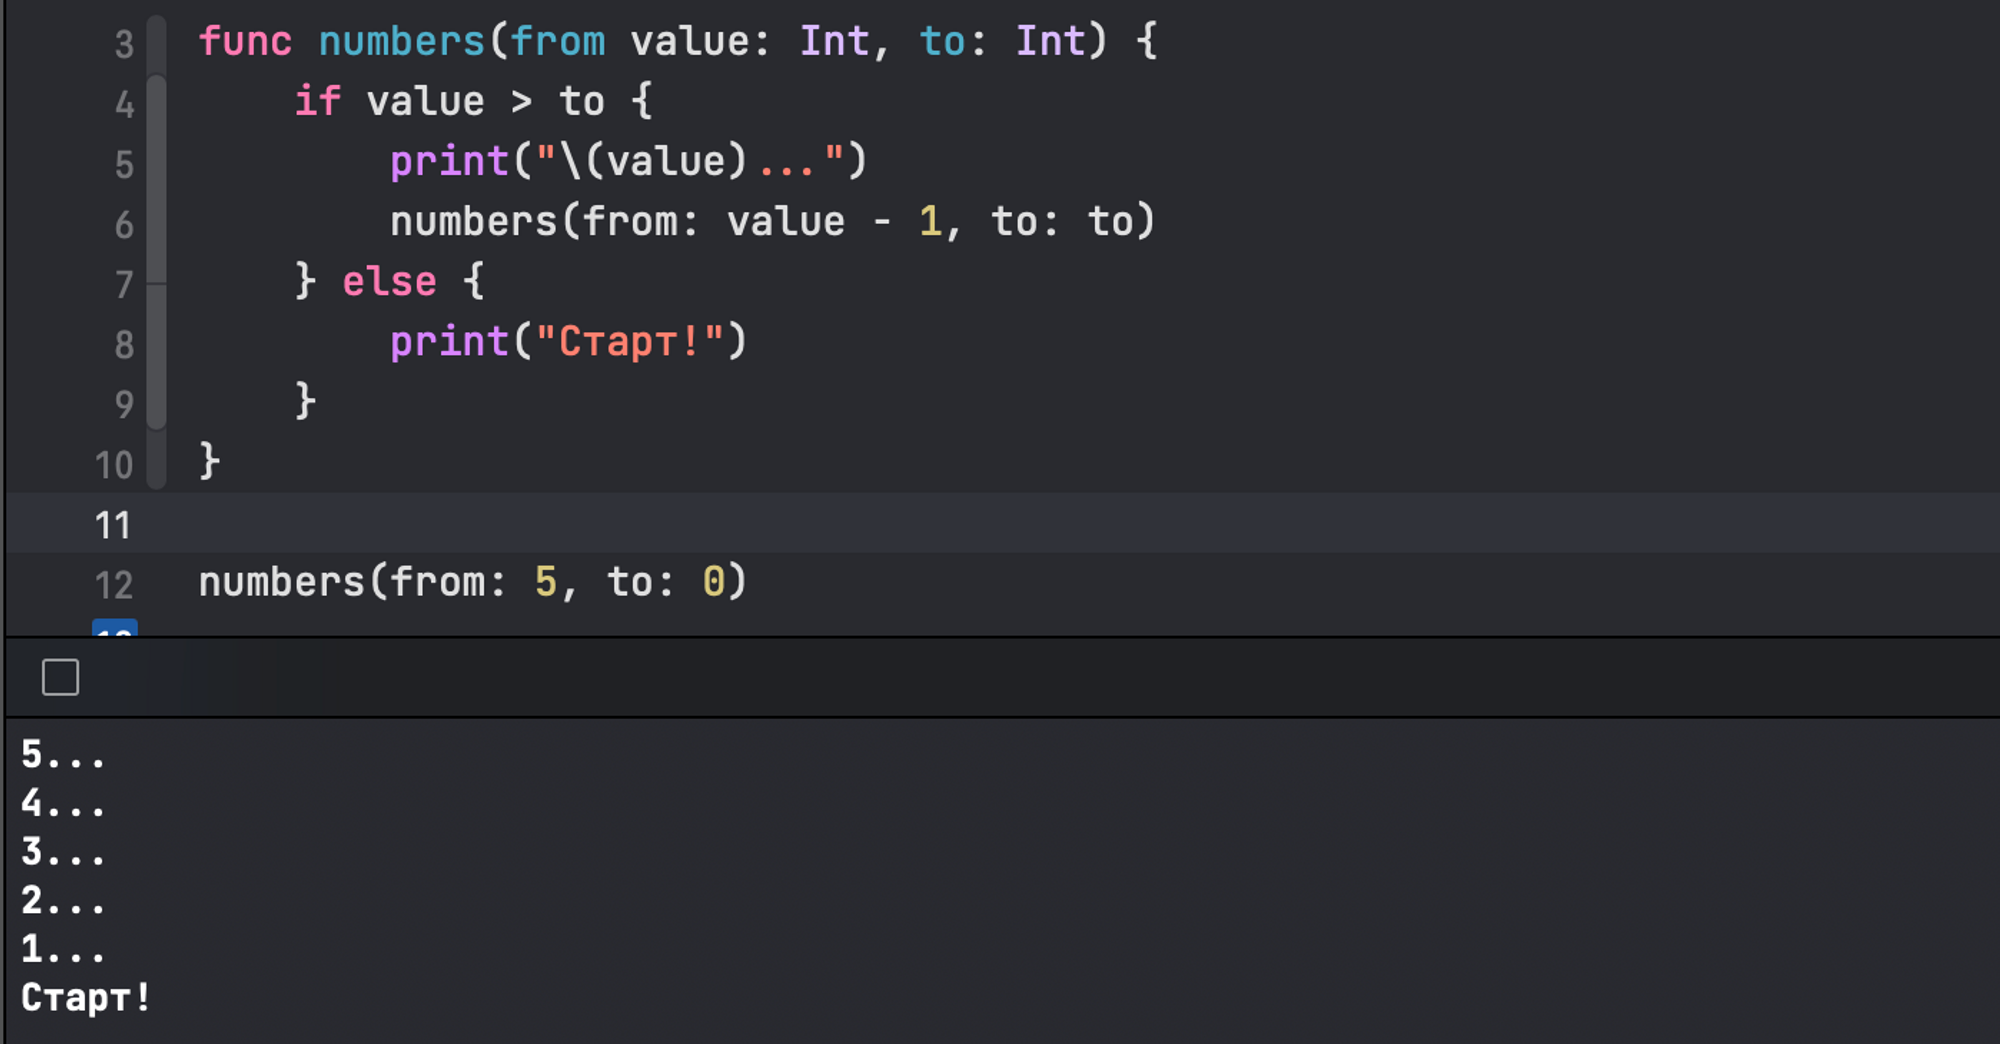 3 func numbers(from value: Int, to: Int) {
4 if value > to {
5 print("\(value)...")
6 numbers(from: value - 1, to: to)
7 } else {
8 print("Старт!")
9 }
10 }
11
12 numbers(from: 5, to: 0)
5...
4...
3...
2...
1...
Старт!